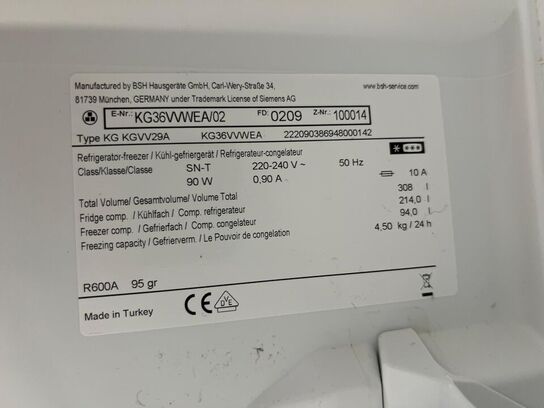 Manufactured by BSH Hausgeräte GmbH, Carl-Wery-Straße 34, www.bsh-service.com
81739 München, GERMANY under Trademark License of Siemens AG
E-Nr.: KG36VVWEA/02 FD: 0209 Z-Nr.: 100014
Type KG KGVV29A KG36VVWEA 222090386948000142
Refrigerator-freezer / Kühl-gefriergerät / Refrigerateur-congelateur
Class/Klasse/Classe SN-T 220-240 V ~ 50 Hz 10 A
90 W 0,90 A
Total Volume/ Gesamtvolume/ Volume Total 308 l
Fridge comp. / Kühlfach / Comp. refrigerateur 214,0 l
Freezer comp. / Gefrierfach / Comp. congelateur 94,0 l
Freezing capacity / Gefrierverm. / Le Pouvoir de congelation 4,50 kg / 24 h
R600A 95 gr
Made in Turkey CE DVE